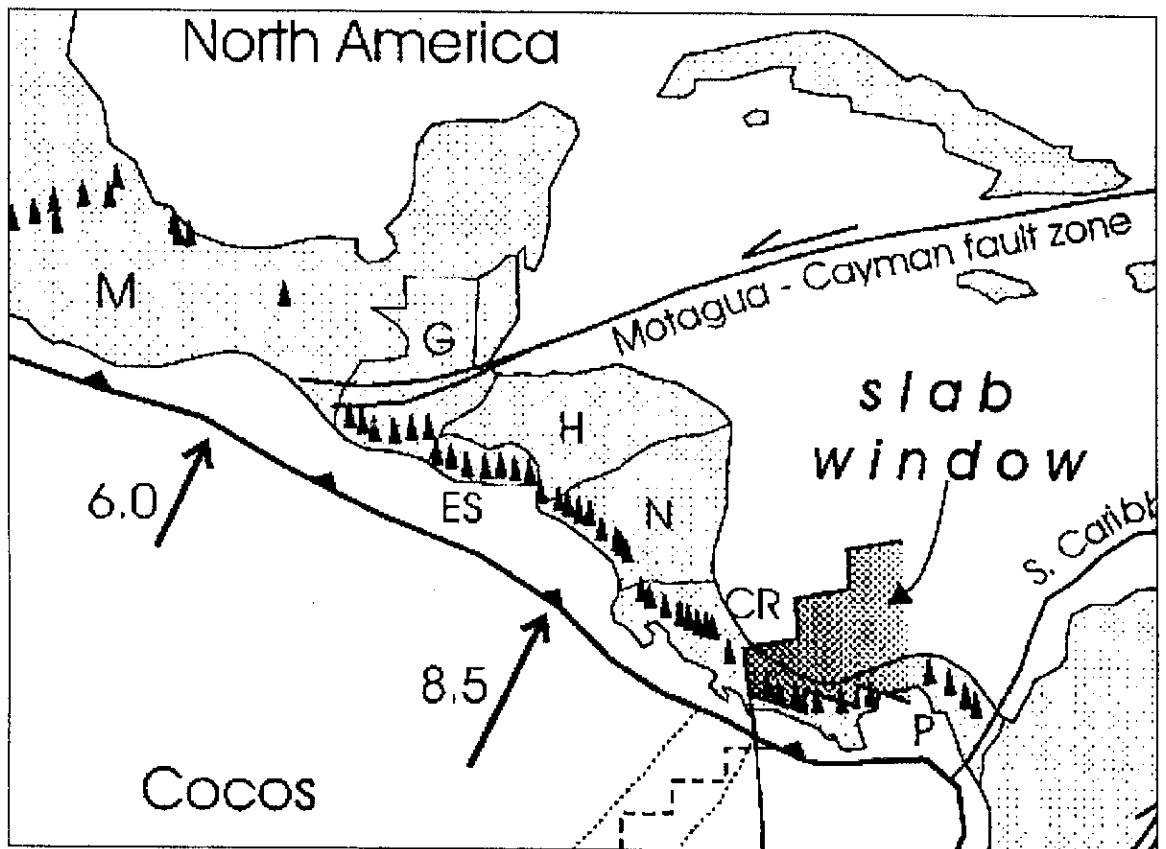 North America
Motagua - Cayman fault zone
M
G
slab
window
H
6.0
ES
N
S. Caribb
CR
8.5
P
Cocos